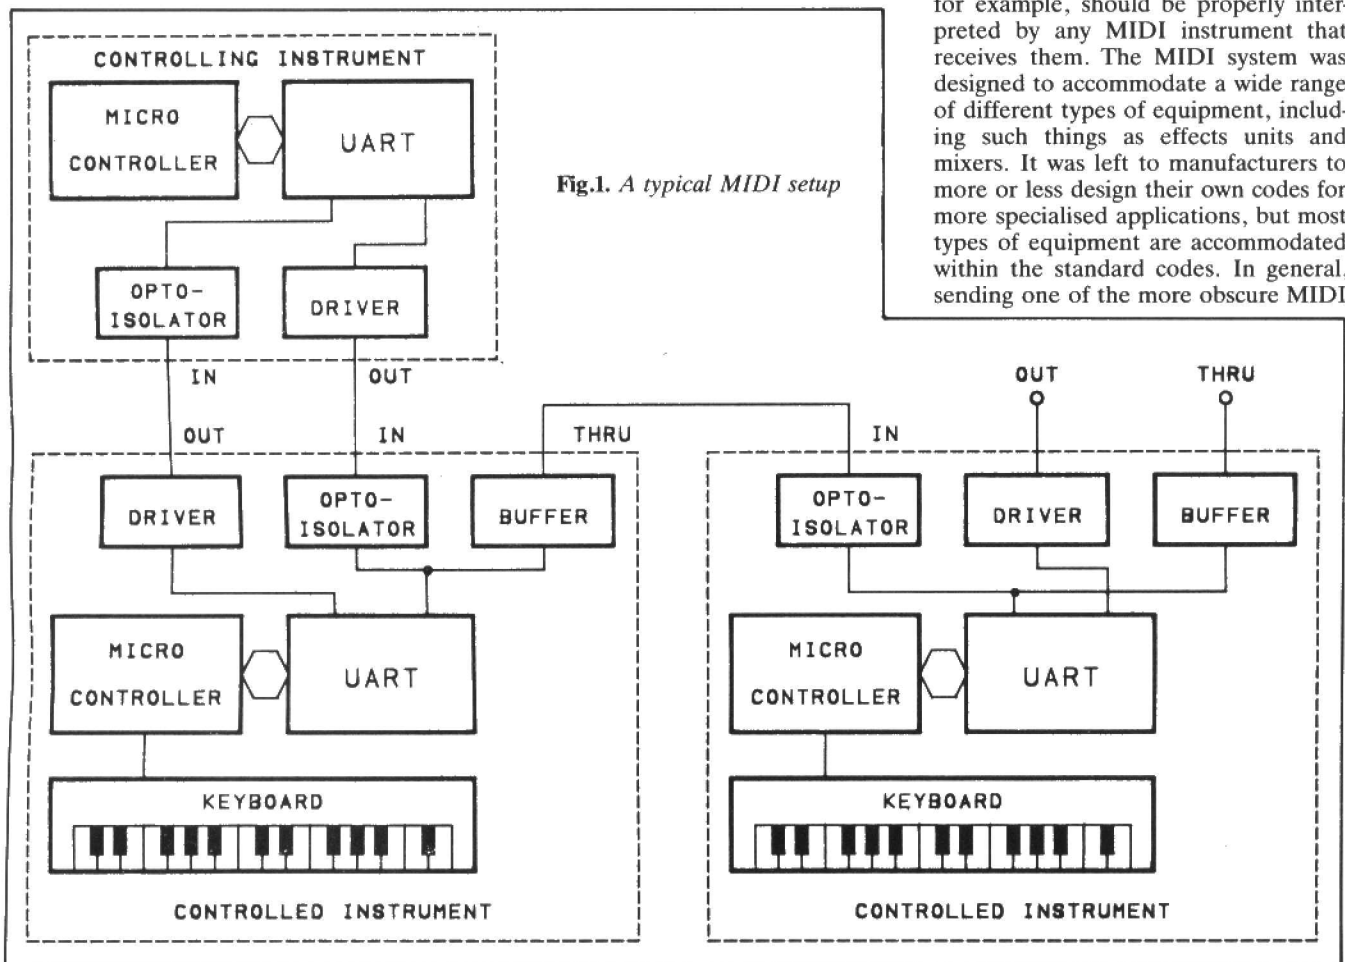 for example, should be properly inter-
preted by any MIDI instrument that
receives them. The MIDI system was
designed to accommodate a wide range
of different types of equipment, includ-
ing such things as effects units and
mixers. It was left to manufacturers to
more or less design their own codes for
more specialised applications, but most
types of equipment are accommodated
within the standard codes. In general,
sending one of the more obscure MIDI
CONTROLLING INSTRUMENT
MICRO
CONTROLLER
UART
OPTO-
ISOLATOR
DRIVER
Fig.1. A typical MIDI setup
IN
OUT
OUT
IN
THRU
IN
OUT
THRU
DRIVER
OPTO-
ISOLATOR
BUFFER
MICRO
CONTROLLER
UART
KEYBOARD
CONTROLLED INSTRUMENT
OPTO-
ISOLATOR
DRIVER
BUFFER
MICRO
CONTROLLER
UART
KEYBOARD
CONTROLLED INSTRUMENT